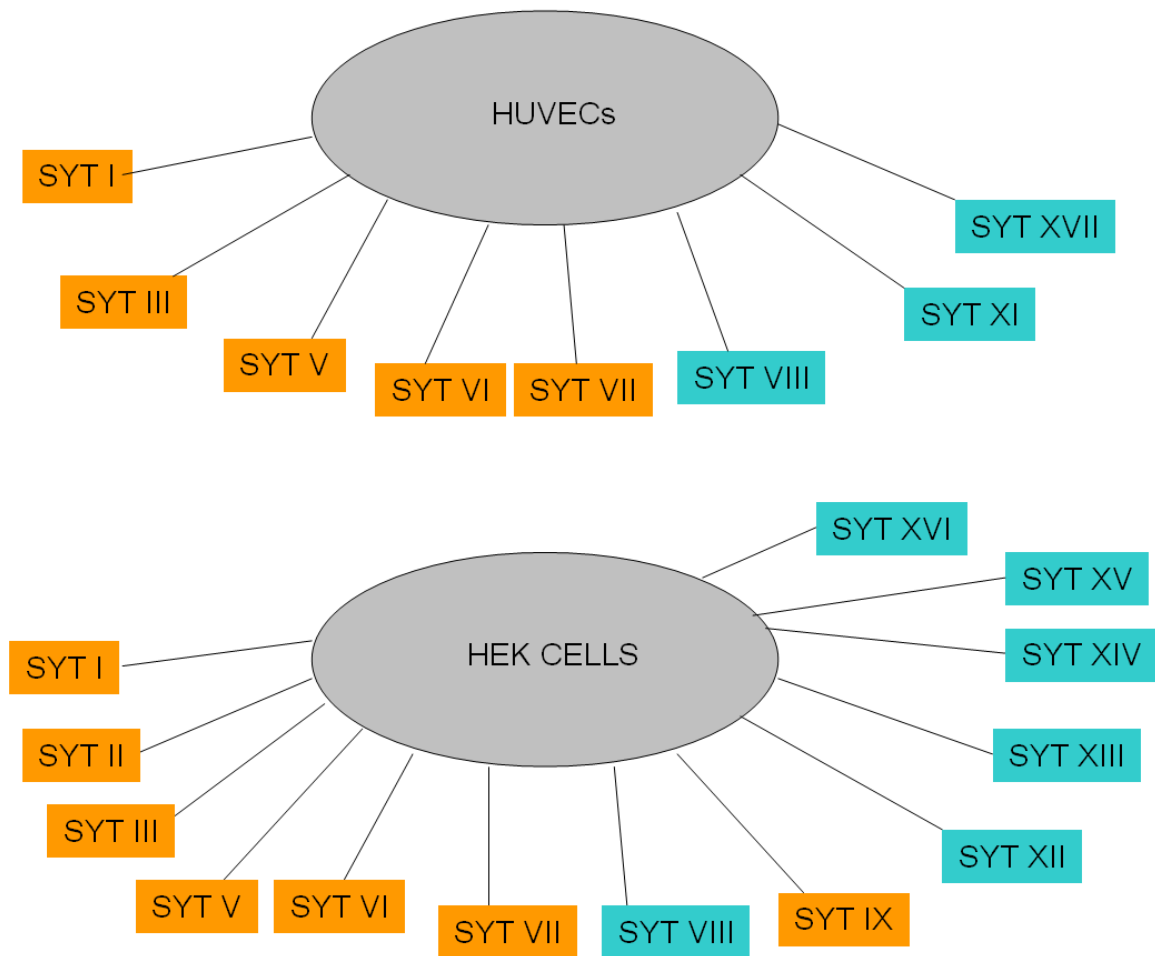 HUVECs
SYT I
SYT XVII
SYT III
SYT XI
SYT V
SYT VI
SYT VII
SYT VIII
SYT XVI
SYT XV
HEK CELLS
SYT XIV
SYT I
SYT II
SYT XIII
SYT III
SYT XII
SYT V
SYT VI
SYT VII
SYT VIII
SYT IX